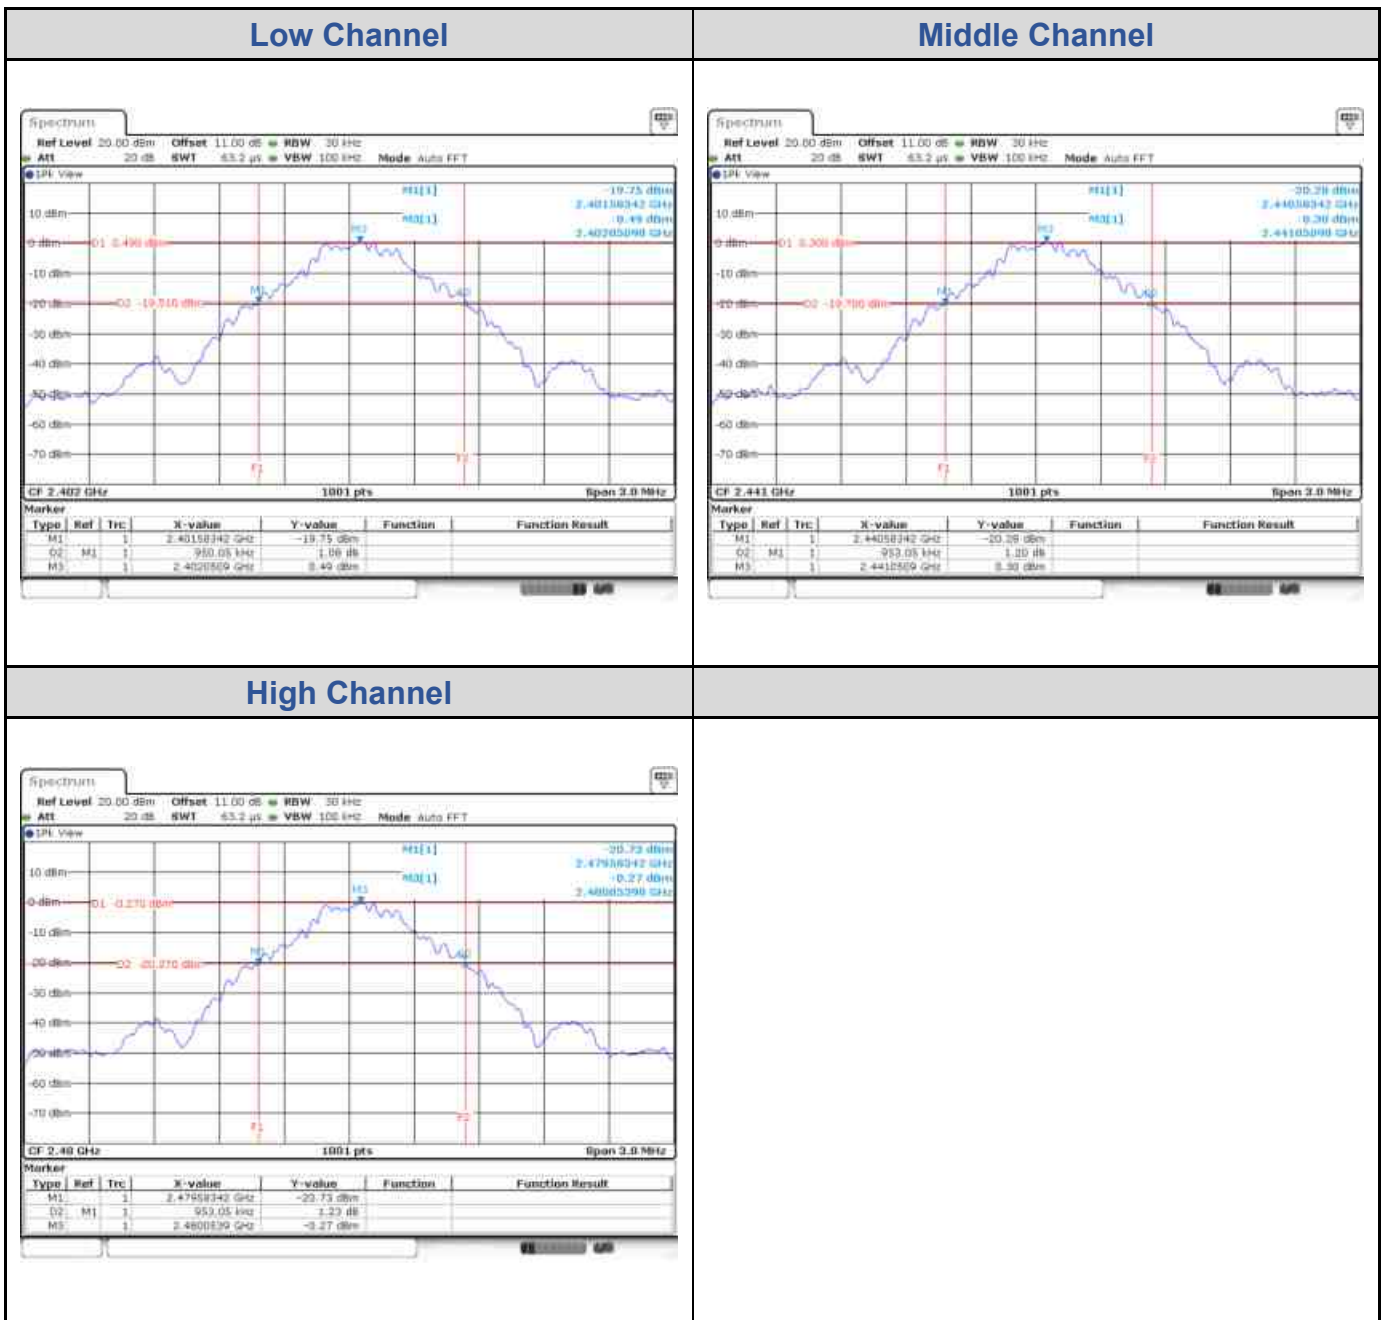 Low Channel
Middle Channel
Spectrum
Ref Level 20.00 dBm Offset 11.00 dB RBW 30 kHz
Att 20 dB SWT 63.2 µs VBW 100 kHz Mode Auto FFT
1Pk View
M1[1] -19.75 dBm
2.40158342 GHz
M3[1] 0.49 dBm
2.40205090 GHz
M3
10 dBm
0 dBm D1 0.490 dBm
-10 dBm
M1
-20 dBm D2 -19.510 dBm
-30 dBm
-40 dBm
-50 dBm
-60 dBm
-70 dBm
F1 F2
CF 2.402 GHz 1001 pts Span 3.0 MHz
Marker
Type Ref Trc X-value Y-value Function Function Result
M1 1 2.40158342 GHz -19.75 dBm
D2 M1 1 950.05 kHz 1.08 dB
M3 1 2.4020509 GHz 0.49 dBm
Spectrum
Ref Level 20.00 dBm Offset 11.00 dB RBW 30 kHz
Att 20 dB SWT 63.2 µs VBW 100 kHz Mode Auto FFT
1Pk View
M1[1] -20.28 dBm
2.44058342 GHz
M3[1] 0.30 dBm
2.44105090 GHz
M3
10 dBm
0 dBm D1 0.300 dBm
-10 dBm
M1
-20 dBm D2 -19.700 dBm
-30 dBm
-40 dBm
-50 dBm
-60 dBm
-70 dBm
F1 F2
CF 2.441 GHz 1001 pts Span 3.0 MHz
Marker
Type Ref Trc X-value Y-value Function Function Result
M1 1 2.44058342 GHz -20.28 dBm
D2 M1 1 953.05 kHz 1.20 dB
M3 1 2.4410509 GHz 0.30 dBm
High Channel
Spectrum
Ref Level 20.00 dBm Offset 11.00 dB RBW 30 kHz
Att 20 dB SWT 63.2 µs VBW 100 kHz Mode Auto FFT
1Pk View
M1[1] -20.73 dBm
2.47958342 GHz
M3[1] -0.27 dBm
2.48005390 GHz
M3
10 dBm
0 dBm D1 -0.270 dBm
-10 dBm
M1
-20 dBm D2 -20.270 dBm
-30 dBm
-40 dBm
-50 dBm
-60 dBm
-70 dBm
F1 F2
CF 2.48 GHz 1001 pts Span 3.0 MHz
Marker
Type Ref Trc X-value Y-value Function Function Result
M1 1 2.47958342 GHz -20.73 dBm
D2 M1 1 953.05 kHz 1.23 dB
M3 1 2.4800539 GHz -0.27 dBm